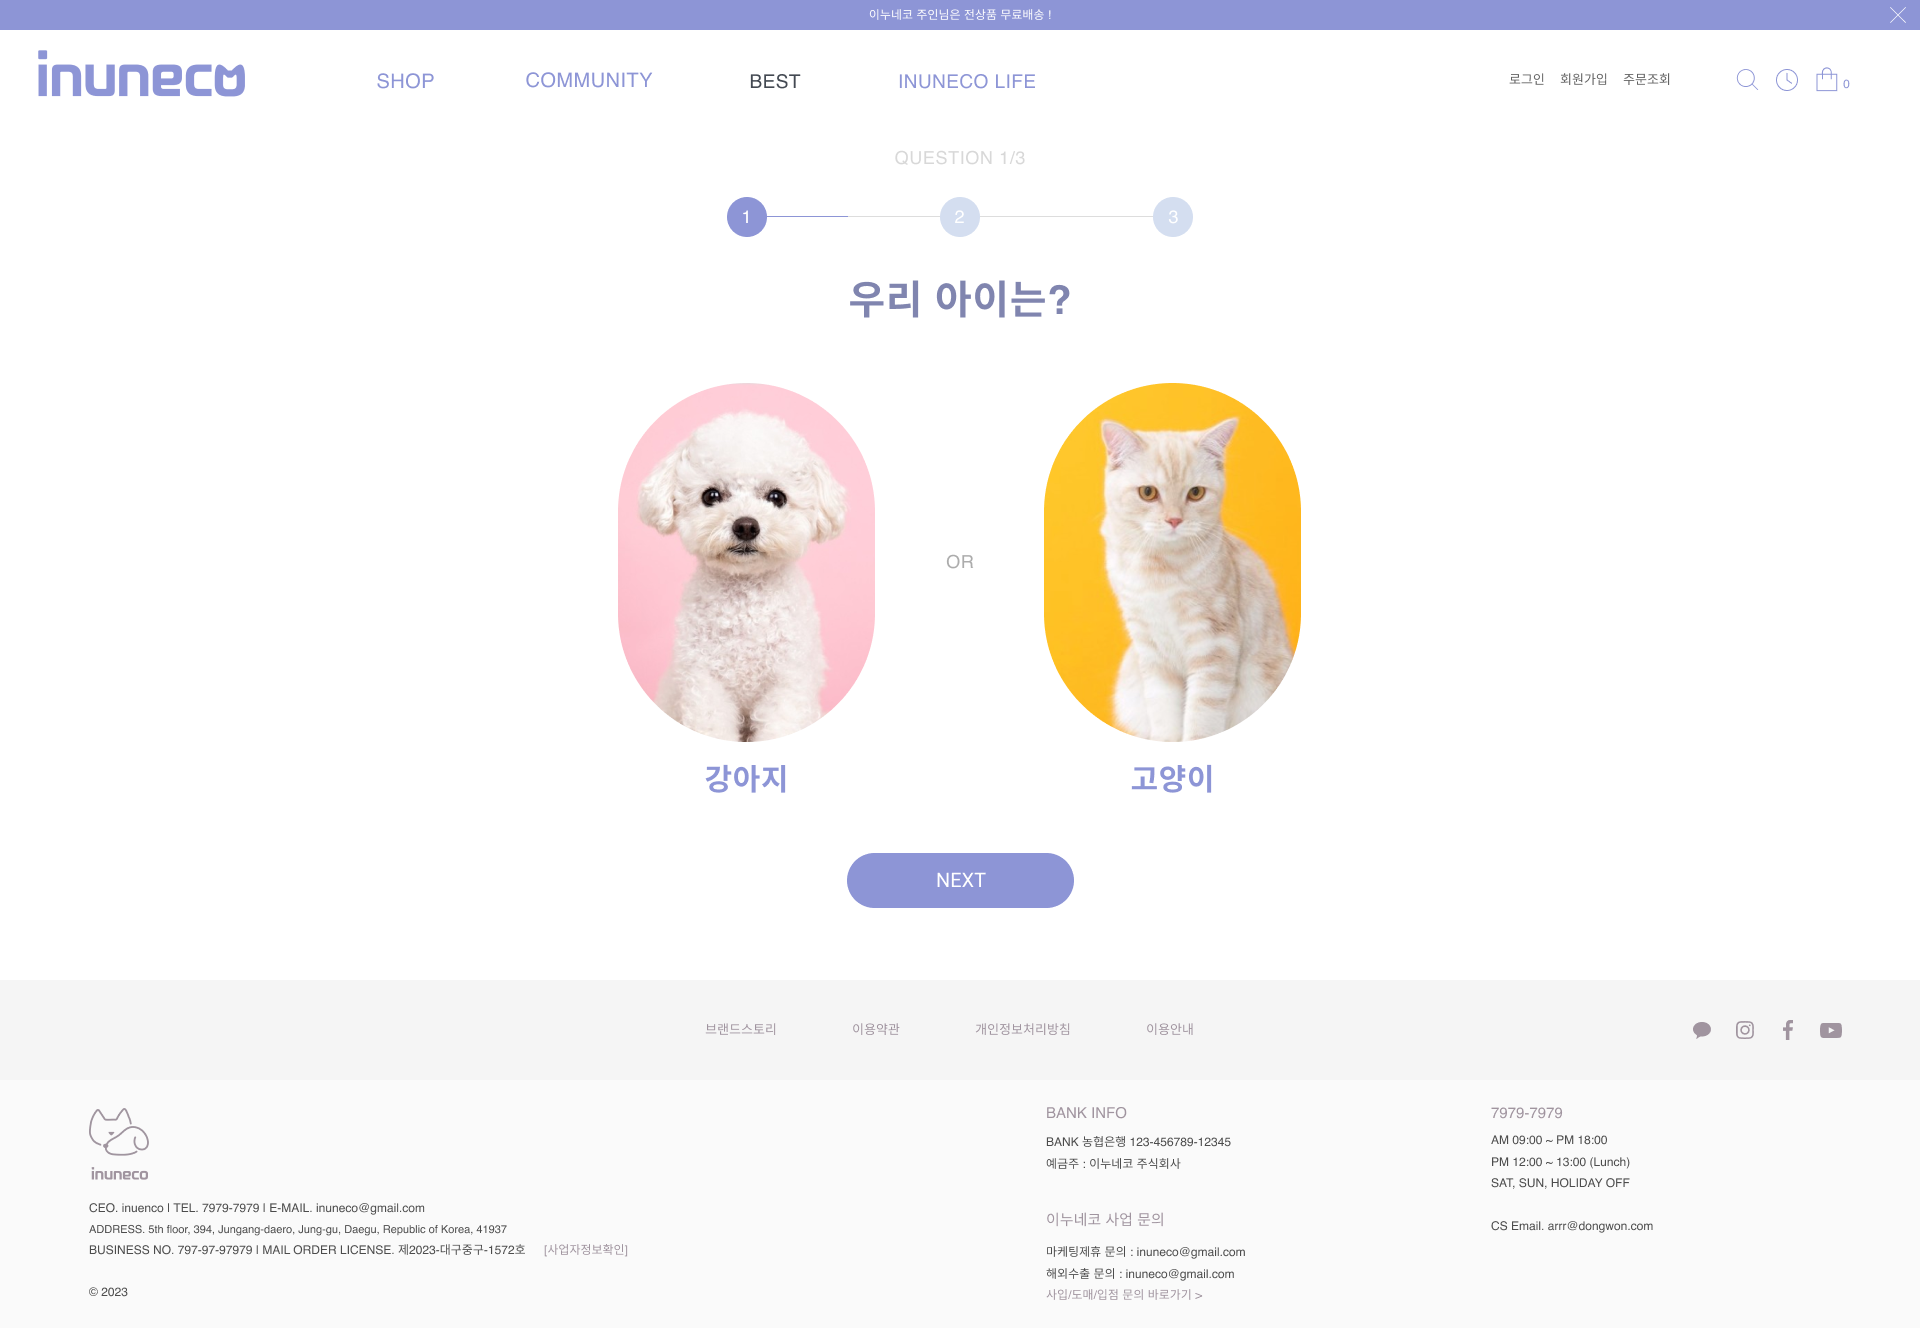 이누네코 주인님은 전상품 무료배송 !
inuneco
SHOP COMMUNITY BEST INUNECO LIFE
로그인 회원가입 주문조회
0
QUESTION 1/3
1 2 3
우리 아이는?
OR
강아지 고양이
NEXT
브랜드스토리 이용약관 개인정보처리방침 이용안내
inuneco
CEO. inuenco | TEL. 7979-7979 | E-MAIL. inuneco@gmail.com
ADDRESS. 5th floor, 394, Jungang-daero, Jung-gu, Daegu, Republic of Korea, 41937
BUSINESS NO. 797-97-97979 | MAIL ORDER LICENSE. 제2023-대구중구-1572호 [사업자정보확인]
© 2023
BANK INFO
BANK 농협은행 123-456789-12345
예금주 : 이누네코 주식회사
이누네코 사업 문의
마케팅제휴 문의 : inuneco@gmail.com
해외수출 문의 : inuneco@gmail.com
사입/도매/입점 문의 바로가기 >
7979-7979
AM 09:00 ~ PM 18:00
PM 12:00 ~ 13:00 (Lunch)
SAT, SUN, HOLIDAY OFF
CS Email. arrr@dongwon.com